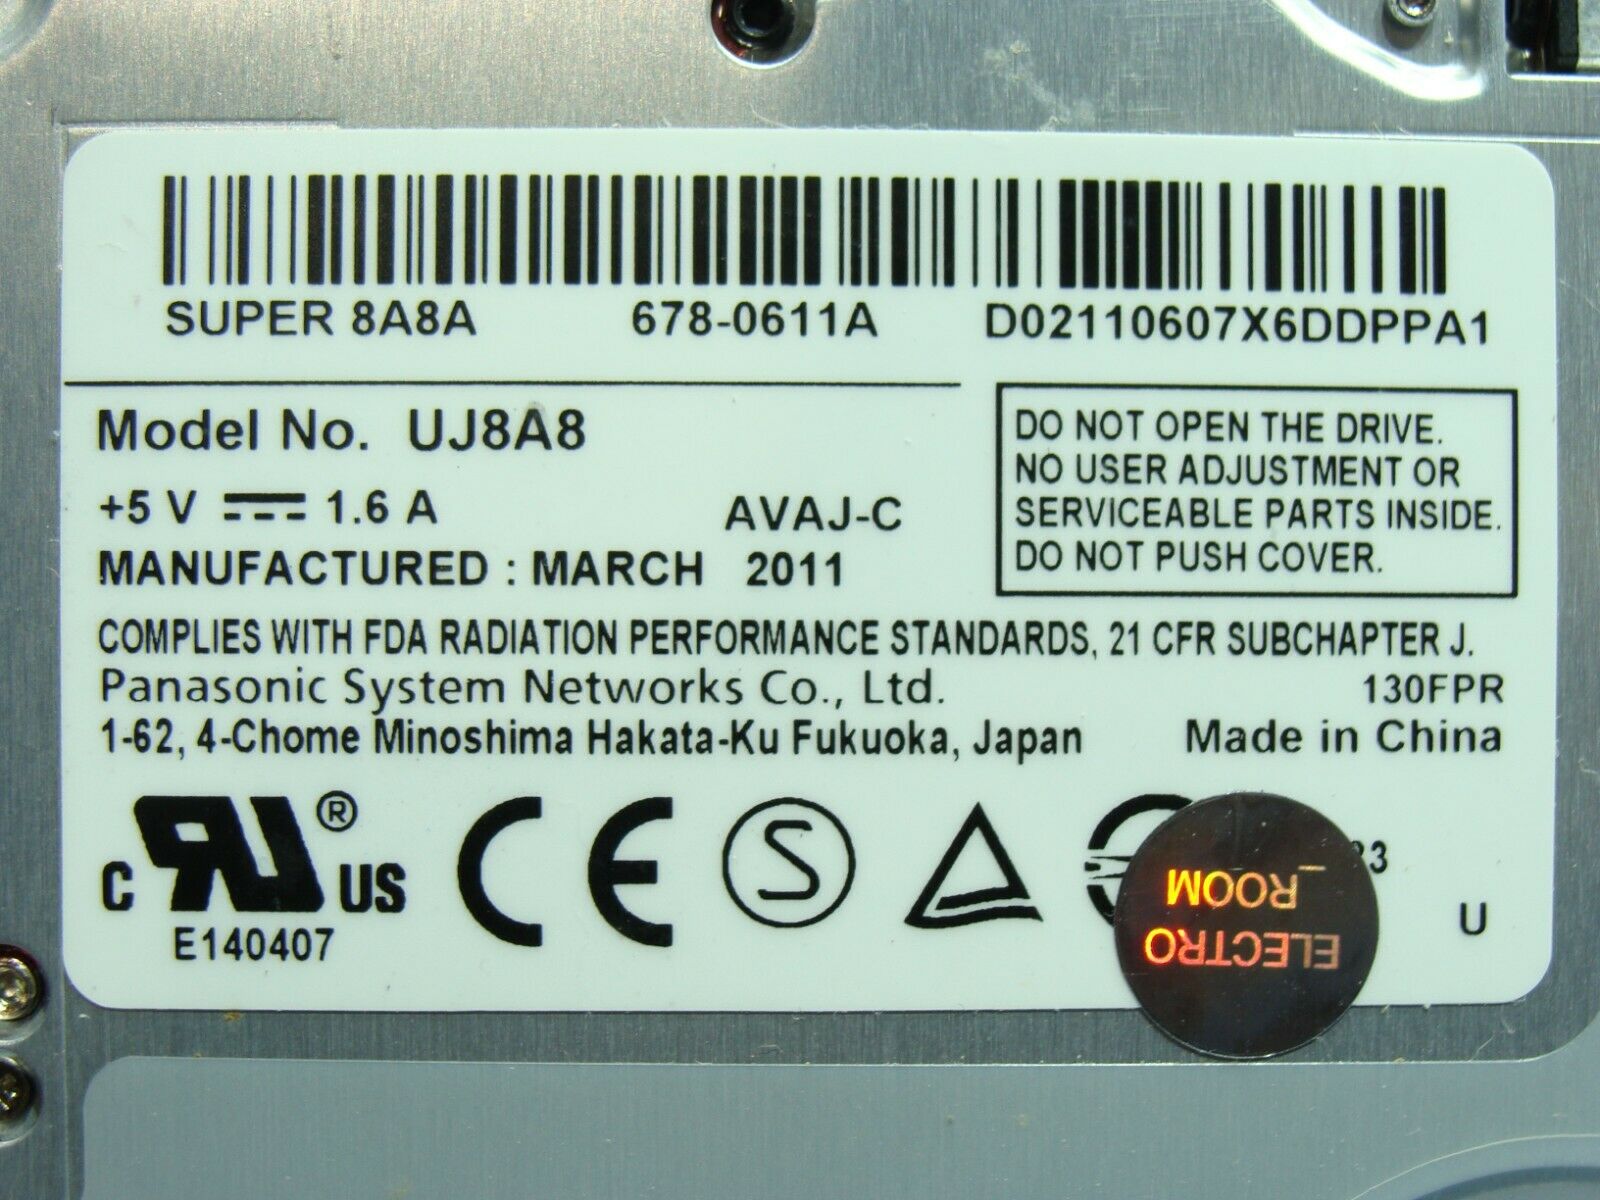 SUPER 8A8A 678-0611A D02110607X6DDPPA1
Model No. UJ8A8
+5 V 1.6 A AVAJ-C
MANUFACTURED : MARCH 2011
DO NOT OPEN THE DRIVE.
NO USER ADJUSTMENT OR
SERVICEABLE PARTS INSIDE.
DO NOT PUSH COVER.
COMPLIES WITH FDA RADIATION PERFORMANCE STANDARDS, 21 CFR SUBCHAPTER J.
Panasonic System Networks Co., Ltd. 130FPR
1-62, 4-Chome Minoshima Hakata-Ku Fukuoka, Japan Made in China
C RU ® US CE S
E140407
U
ELECTRO
_ROOM